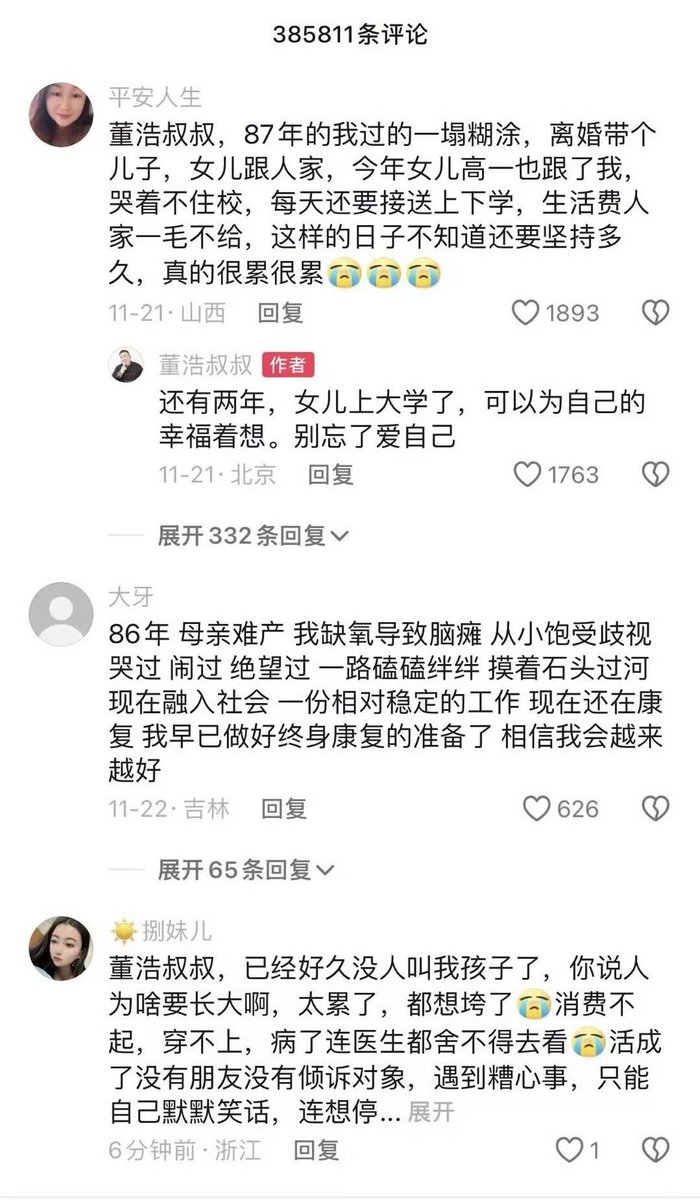 385811条评论
平安人生
董浩叔叔，87年的我过的一塌糊涂，离婚带个
儿子，女儿跟人家，今年女儿高一也跟了我，
哭着不住校，每天还要接送上下学，生活费人
家一毛不给，这样的日子不知道还要坚持多
久，真的很累很累😭😭😭
11-21·山西 回复 1893
董浩叔叔 作者
还有两年，女儿上大学了，可以为自己的
幸福着想。别忘了爱自己
11-21·北京 回复 1763
展开332条回复
大牙
86年 母亲难产 我缺氧导致脑瘫 从小饱受歧视
哭过 闹过 绝望过 一路磕磕绊绊 摸着石头过河
现在融入社会 一份相对稳定的工作 现在还在康
复 我早已做好终身康复的准备了 相信我会越来
越好
11-22·吉林 回复 626
展开65条回复
☀️捌妹儿
董浩叔叔，已经好久没人叫我孩子了，你说人
为啥要长大啊，太累了，都想垮了😭消费不
起，穿不上，病了连医生都舍不得去看😭活成
了没有朋友没有倾诉对象，遇到糟心事，只能
自己默默笑话，连想停... 展开
6分钟前·浙江 回复 1